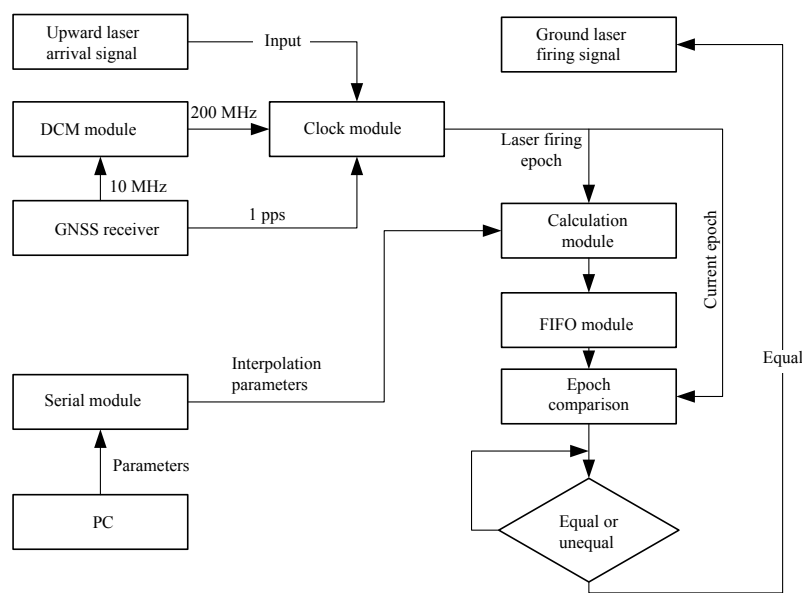 Upward laser
arrival signal
Input
Ground laser
firing signal
200 MHz
DCM module
Clock module
Laser firing
epoch
10 MHz
GNSS receiver
1 pps
Calculation
module
Current epoch
FIFO module
Equal
Interpolation
parameters
Serial module
Epoch
comparison
Parameters
PC
Equal or
unequal